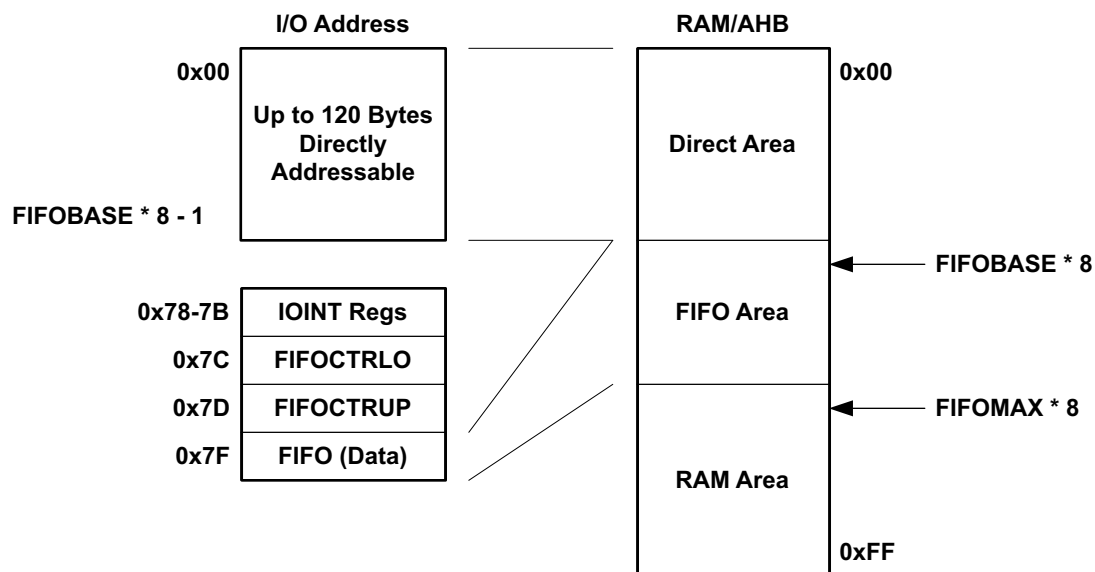 I/O Address
RAM/AHB
0x00
0x00
Up to 120 Bytes
Directly
Addressable
Direct Area
FIFOBASE * 8 - 1
FIFOBASE * 8
0x78-7B
IOINT Regs
FIFO Area
0x7C
FIFOCTRLO
0x7D
FIFOCTRUP
FIFOMAX * 8
0x7F
FIFO (Data)
RAM Area
0xFF